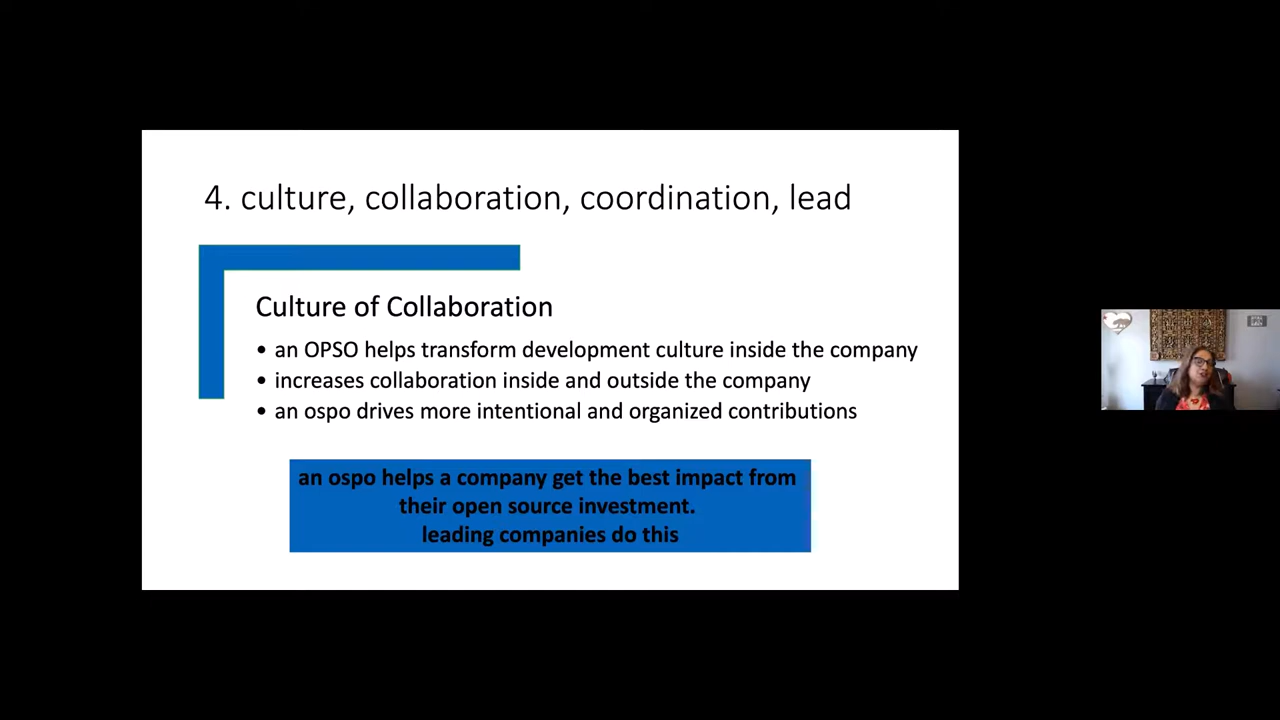 4. culture, collaboration, coordination, lead
Culture of Collaboration
• an OPSO helps transform development culture inside the company
• increases collaboration inside and outside the company
• an ospo drives more intentional and organized contributions
an ospo helps a company get the best impact from
their open source investment.
leading companies do this